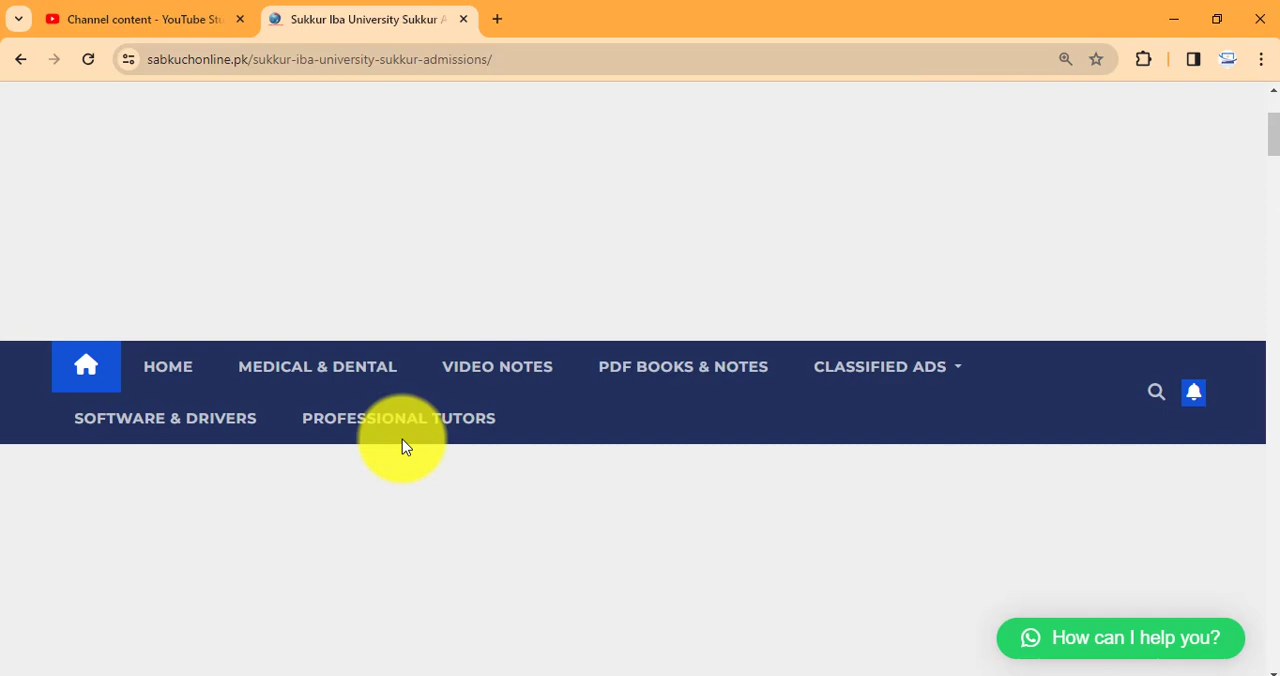 Channel content - YouTube Stu
Sukkur Iba University Sukkur A
sabkuchonline.pk/sukkur-iba-university-sukkur-admissions/
HOME MEDICAL & DENTAL VIDEO NOTES PDF BOOKS & NOTES CLASSIFIED ADS
SOFTWARE & DRIVERS PROFESSIONAL TUTORS
How can I help you?